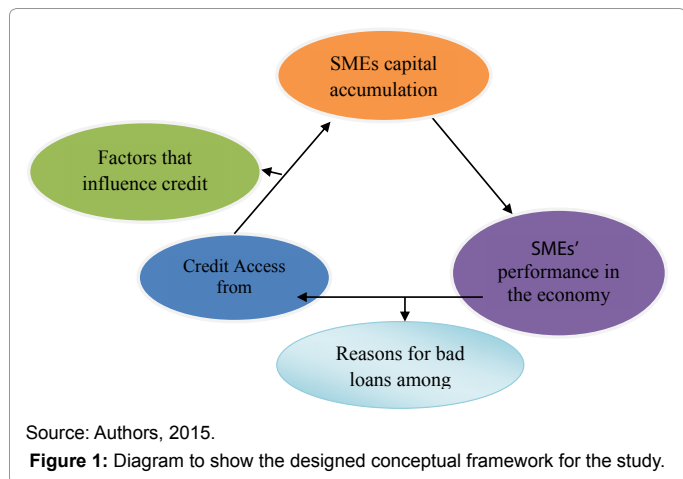 SMEs capital
accumulation
Factors that
influence credit
Credit Access
from
SMEs'
performance in
the economy
Reasons for bad
loans among
Source: Authors, 2015.
Figure 1: Diagram to show the designed conceptual framework for the study.